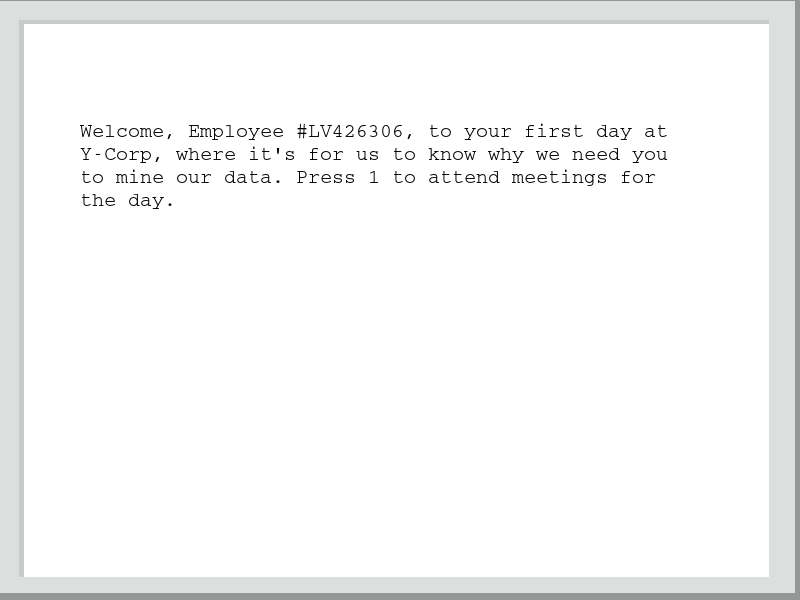 Welcome, Employee #LV426306, to your first day at
Y-Corp, where it's for us to know why we need you
to mine our data. Press 1 to attend meetings for
the day.